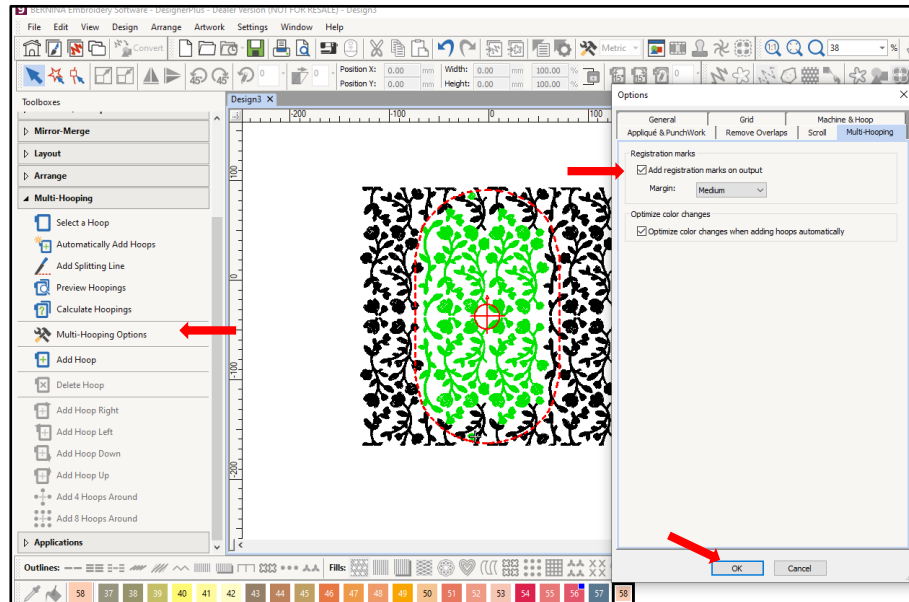 BERNINA Embroidery Software - DesignerPlus - Dealer Version (NOT FOR RESALE) - Design3
File Edit View Design Arrange Artwork Settings Window Help
Convert Metric 38 %
Position X: 0.00 mm Width: 0.00 mm 100.00 %
Position Y: 0.00 mm Height: 0.00 mm 100.00 %
45 45 0 0 15 15 0
Toolboxes
Mirror-Merge
Layout
Arrange
Multi-Hooping
Select a Hoop
Automatically Add Hoops
Add Splitting Line
Preview Hoopings
Calculate Hoopings
Multi-Hooping Options
Add Hoop
Delete Hoop
Add Hoop Right
Add Hoop Left
Add Hoop Down
Add Hoop Up
Add 4 Hoops Around
Add 8 Hoops Around
Applications
Design3 X
-200 -100 0 100
100
0
-100
-200
Options
General Grid Machine & Hoop
Appliqué & PunchWork Remove Overlaps Scroll Multi-Hooping
Registration marks
Add registration marks on output
Margin: Medium
Optimize color changes
Optimize color changes when adding hoops automatically
OK Cancel
Outlines: Fills:
58 37 38 39 40 41 42 43 44 45 46 47 48 49 50 51 52 53 54 55 56 57 58